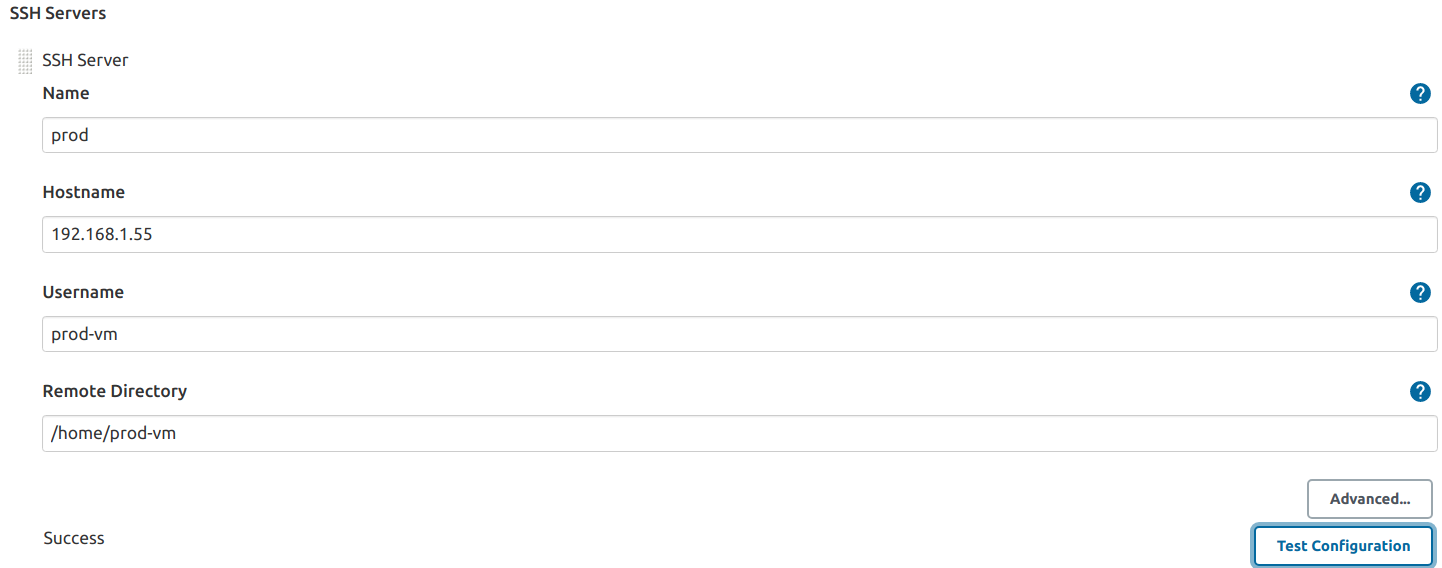 SSH Servers
SSH Server
Name
?
prod
Hostname
?
192.168.1.55
Username
?
prod-vm
Remote Directory
?
/home/prod-vm
Advanced...
Success
Test Configuration